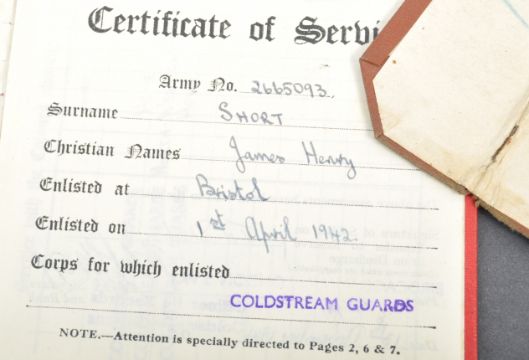 Certificate of Servi
Army No. 2665093
Surname SHORT
Christian Names James Henry
Enlisted at Bristol
Enlisted on 1st April 1942.
Corps for which enlisted
COLDSTREAM GUARDS
NOTE.—Attention is specially directed to Pages 2, 6 & 7.